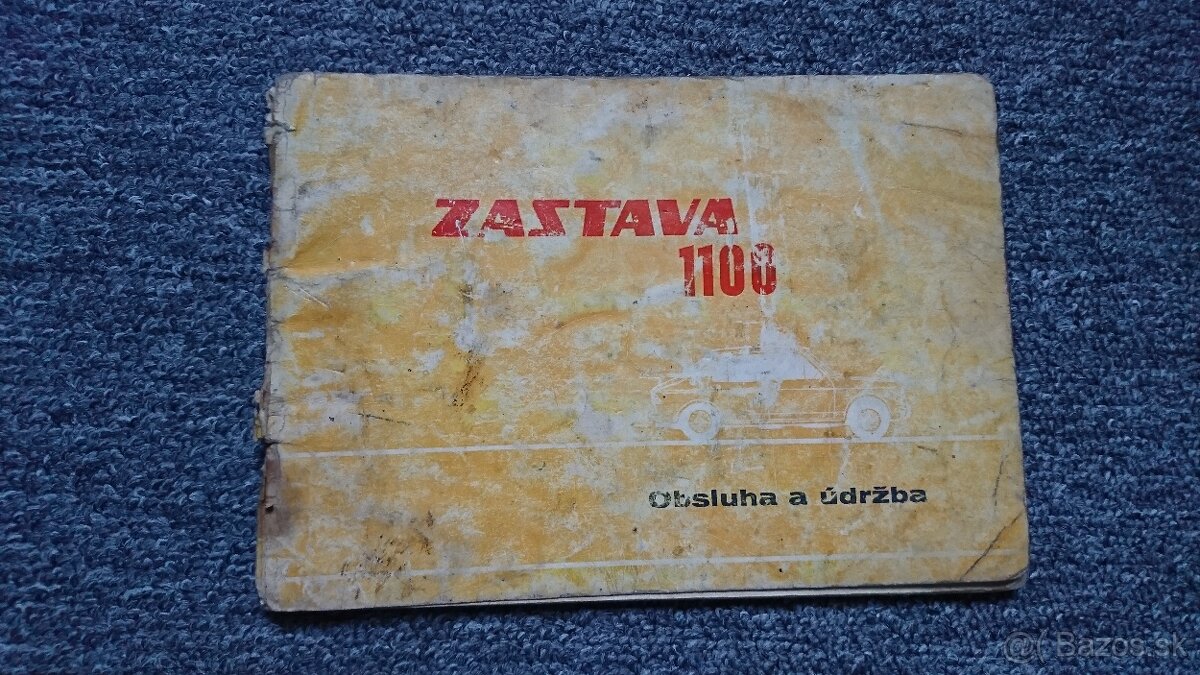 ZASTAVA
1100
Obsluha a údržba
@( Bazos.sk